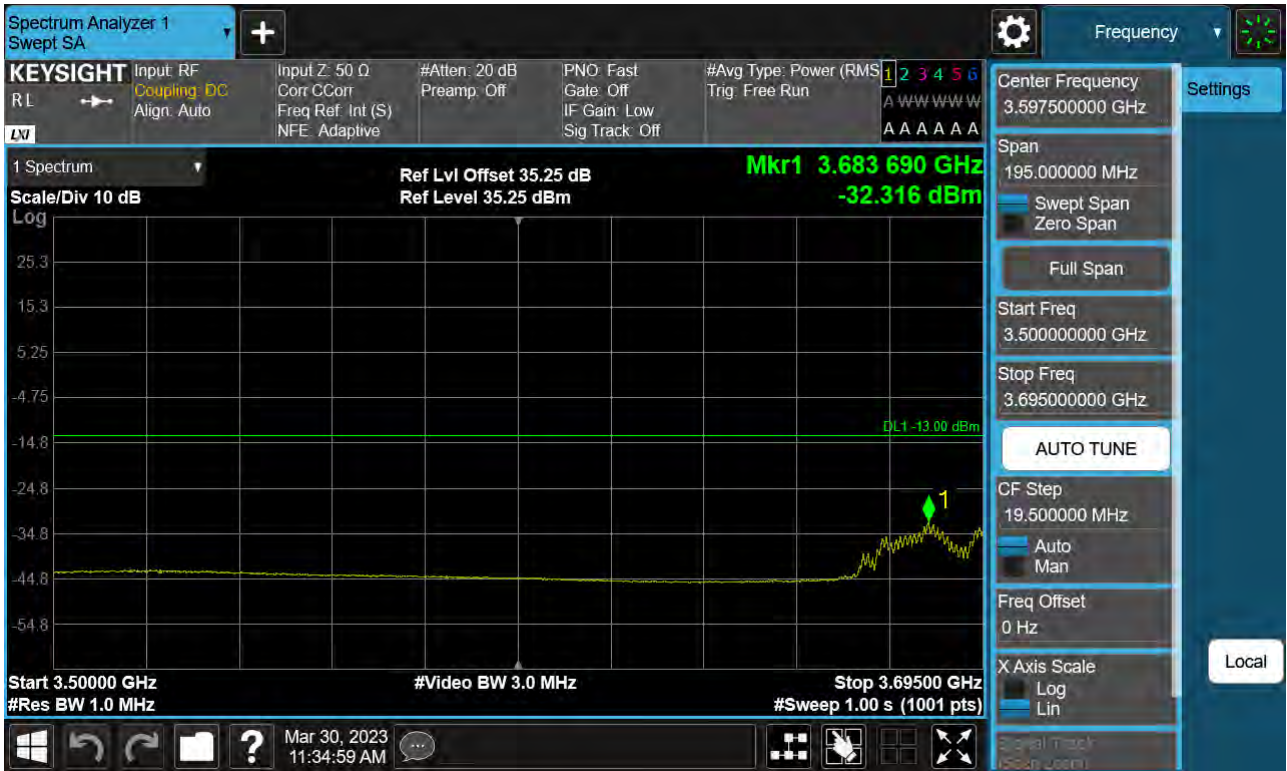 Spectrum Analyzer 1
Swept SA
Frequency
KEYSIGHT
RL
LXI
Input: RF
Coupling: DC
Align: Auto
Input Z: 50 Ω
Corr CCorr
Freq Ref: Int (S)
NFE: Adaptive
#Atten: 20 dB
Preamp: Off
PNO: Fast
Gate: Off
IF Gain: Low
Sig Track: Off
#Avg Type: Power (RMS
Trig: Free Run
1 2 3 4 5 6
A W W W W W
A A A A A A
1 Spectrum
Scale/Div 10 dB
Log
Ref Lvl Offset 35.25 dB
Ref Level 35.25 dBm
Mkr1 3.683 690 GHz
-32.316 dBm
25.3
15.3
5.25
-4.75
-14.8
-24.8
-34.8
-44.8
-54.8
DL1 -13.00 dBm
1
Start 3.50000 GHz
#Video BW 3.0 MHz
Stop 3.69500 GHz
#Res BW 1.0 MHz
#Sweep 1.00 s (1001 pts)
Center Frequency
3.597500000 GHz
Settings
Span
195.000000 MHz
Swept Span
Zero Span
Full Span
Start Freq
3.500000000 GHz
Stop Freq
3.695000000 GHz
AUTO TUNE
CF Step
19.500000 MHz
Auto
Man
Freq Offset
0 Hz
X Axis Scale
Log
Lin
Local
Signal Track
(Span Zoom)
?
Mar 30, 2023
11:34:59 AM